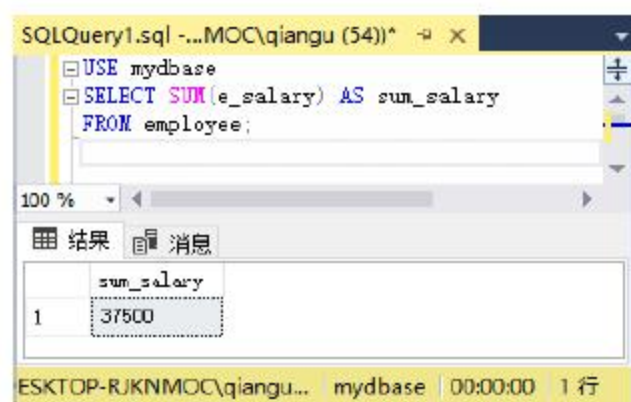 SQLQuery1.sql -...MOC\qiangu (54))*
USE mydbase
SELECT SUM(e_salary) AS sum_salary
FROM employee;
100 %
结果 消息
sum_salary
1 37500
ESKTOP-RJKNMOC\qiangu... mydbase 00:00:00 1 行